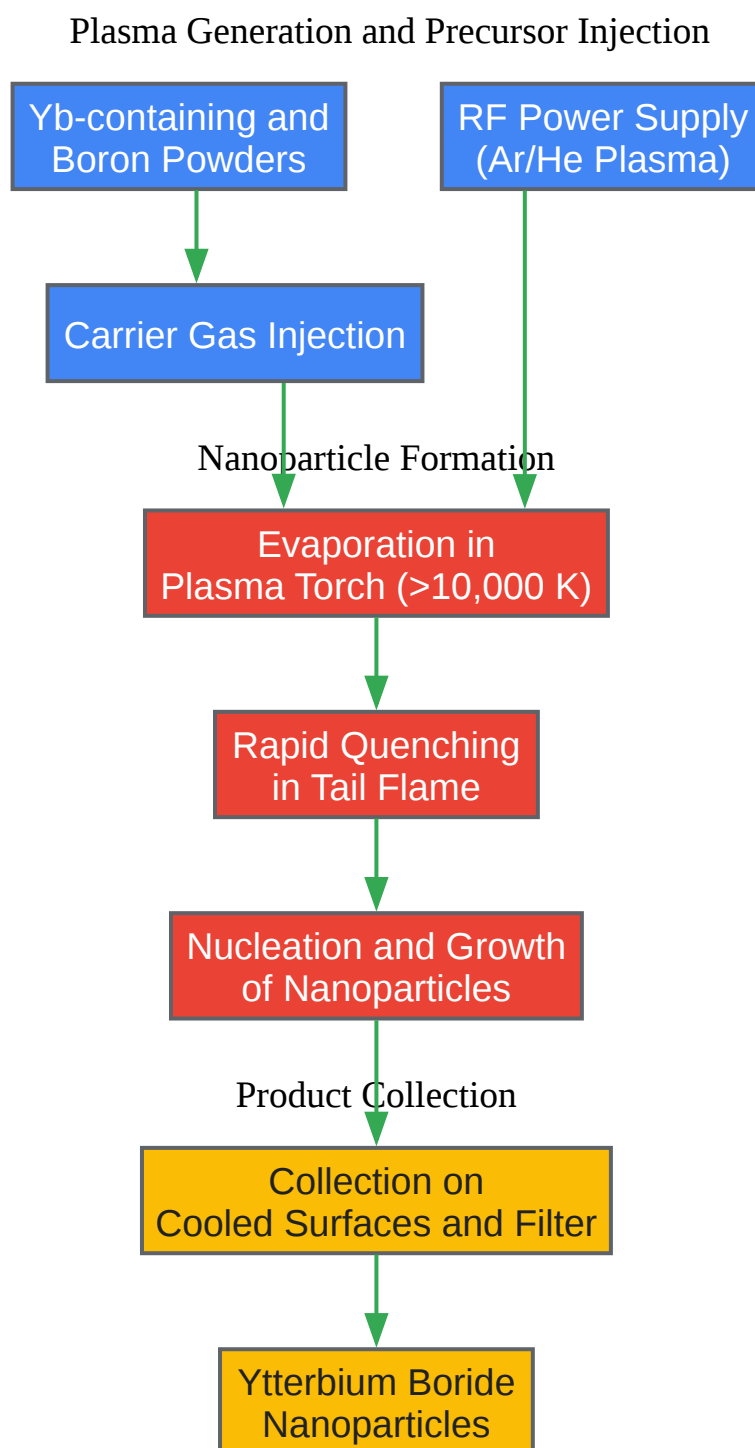 Plasma Generation and Precursor Injection
Yb-containing and
Boron Powders
RF Power Supply
(Ar/He Plasma)
Carrier Gas Injection
Nanoparticle Formation
Evaporation in
Plasma Torch (>10,000 K)
Rapid Quenching
in Tail Flame
Nucleation and Growth
of Nanoparticles
Product Collection
Collection on
Cooled Surfaces and Filter
Ytterbium Boride
Nanoparticles